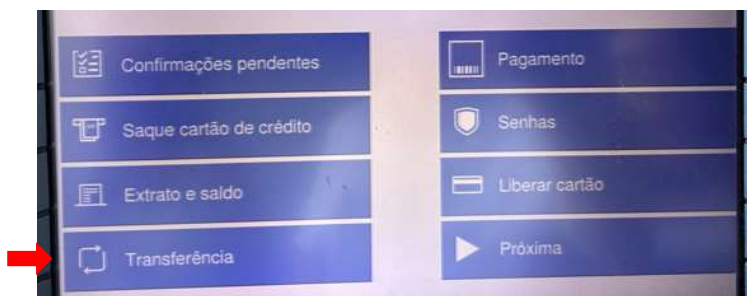 Confirmações pendentes
Saque cartão de crédito
Extrato e saldo
Transferência
Pagamento
Senhas
Liberar cartão
Próxima